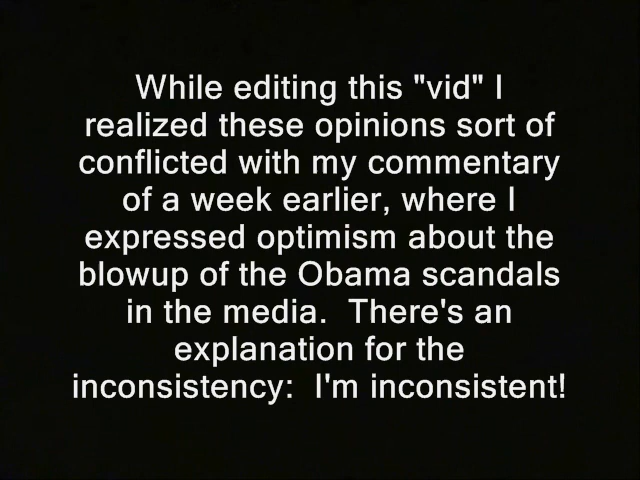 While editing this "vid" I
realized these opinions sort of
conflicted with my commentary
of a week earlier, where I
expressed optimism about the
blowup of the Obama scandals
in the media.  There's an
explanation for the
inconsistency:  I'm inconsistent!